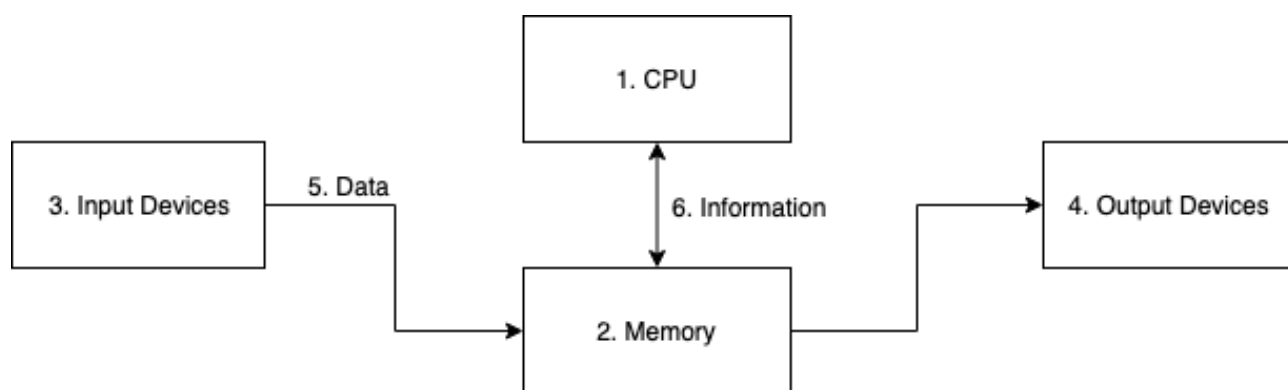 1. CPU
5. Data
3. Input Devices
6. Information
4. Output Devices
2. Memory